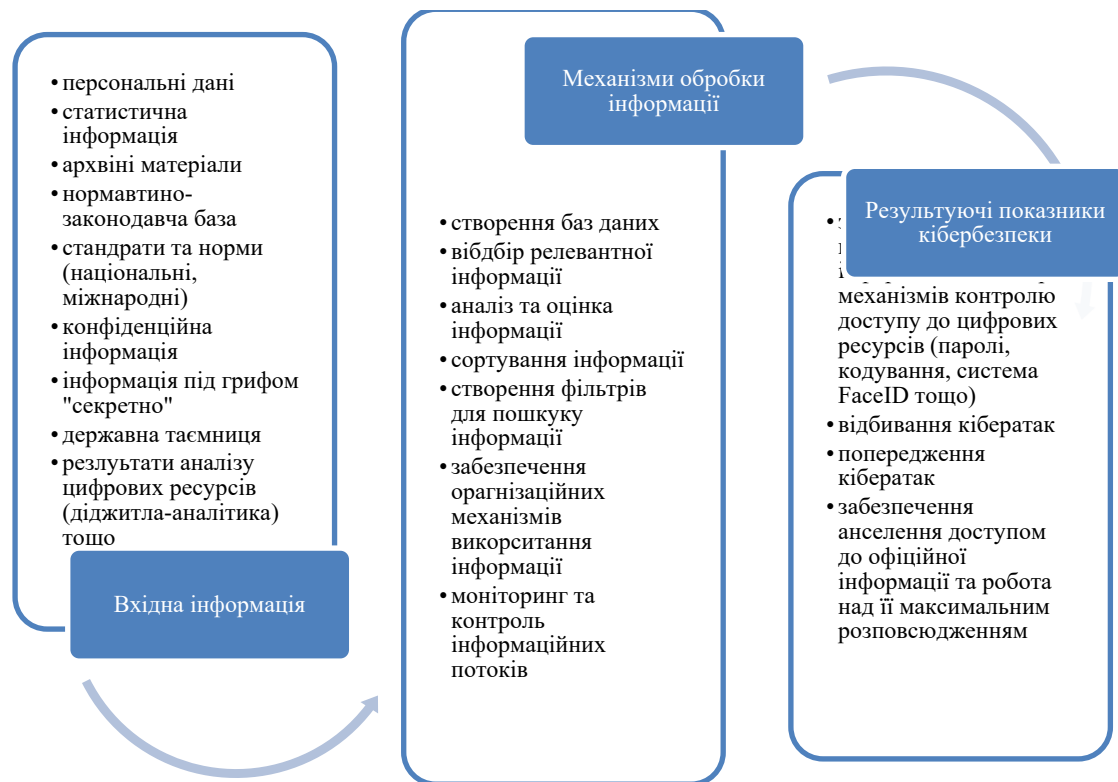 • персональні дані
• статистична
інформація
• архвіні матеріали
• нормавтино-
законодавча база
• стандрати та норми
(національні,
міжнародні)
• конфіденційна
інформація
• інформація під грифом
"секретно"
• державна таємниця
• резлуьтати аналізу
цифрових ресурсів
(діджитла-аналітика)
тошо
Вхідна інформація
Механізми обробки
інформації
• створення баз даних
• вібдбір релевантної
інформації
• аналіз та оцінка
інформації
• сортування інформації
• створення фільтрів
для пошкуку
інформації
• забезпечення
орагнізаційних
механізмів
викорситання
інформації
• моніторинг та
контроль
інформаційних
потоків
Результуючі показники
кібербезпеки
механізмів контролю
доступу до цифрових
ресурсів (паролі,
кодування, система
FaceID тощо)
• відбивання кібератак
• попередження
кібератак
• забезпечення
анселення доступом
до офіційної
інформації та робота
над її максимальним
розповсюдженням